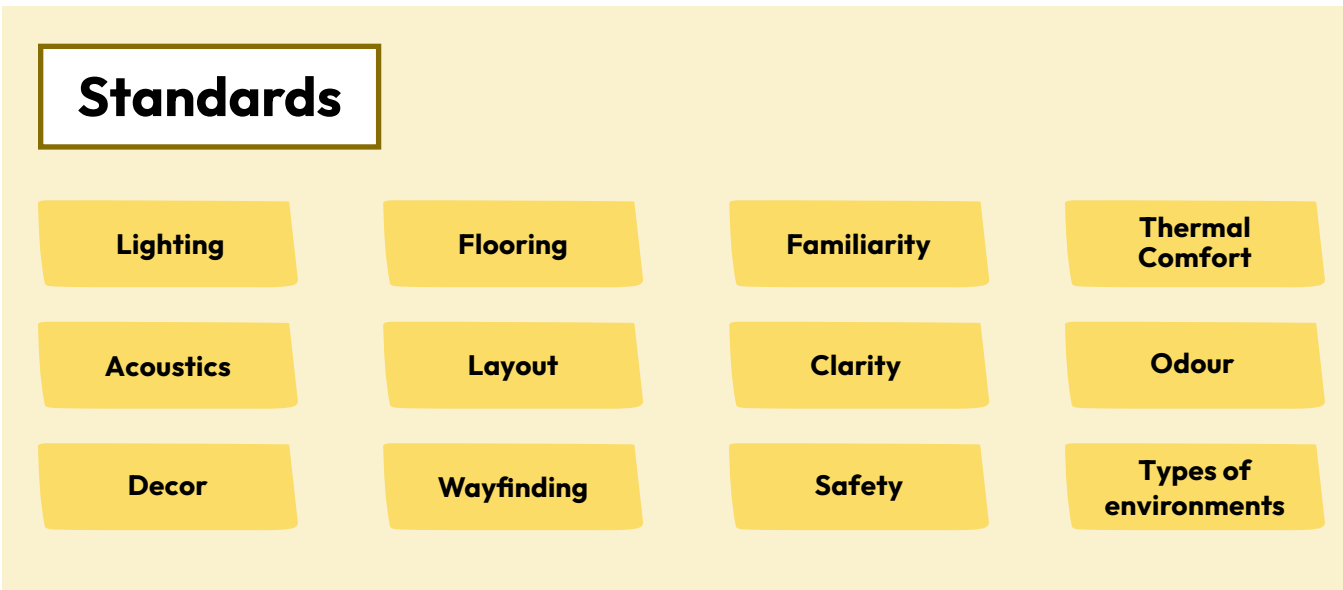 Standards
Lighting
Flooring
Familiarity
Thermal
Comfort
Acoustics
Layout
Clarity
Odour
Decor
Wayfinding
Safety
Types of
environments